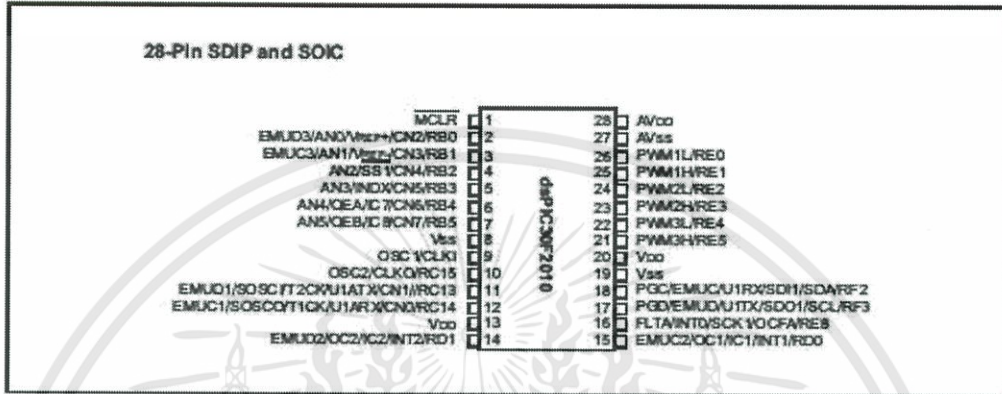 28-Pin SDIP and SOIC
MCLR 1 28 AVDD
EMUD3/AN0/VREF+/CN2/RB0 2 27 AVSS
EMUC3/AN1/VREF-/CN3/RB1 3 26 PWM1L/RE0
AN2/SS1/CN4/RB2 4 25 PWM1H/RE1
AN3/INDX/CN5/RB3 5 24 PWM2L/RE2
AN4/QEA/IC7/CN6/RB4 6 23 PWM2H/RE3
AN5/QEB/IC8/CN7/RB5 7 22 PWM3L/RE4
VSS 8 21 PWM3H/RE5
OSC1/CLKI 9 20 VDD
OSC2/CLKO/RC15 10 19 VSS
EMUD1/SOSCI/T2CK/U1ATX/CN1/RC13 11 18 PGC/EMUC/U1RX/SDI1/SDA/RF2
EMUC1/SOSCO/T1CK/U1ARX/CN0/RC14 12 17 PGD/EMUD/U1TX/SDO1/SCL/RF3
VDD 13 16 FLTA/INT0/SCK1/OCFA/RE8
EMUD2/OC2/IC2/INT2/RD1 14 15 EMUC2/OC1/IC1/INT1/RD0
dsPIC30F2010